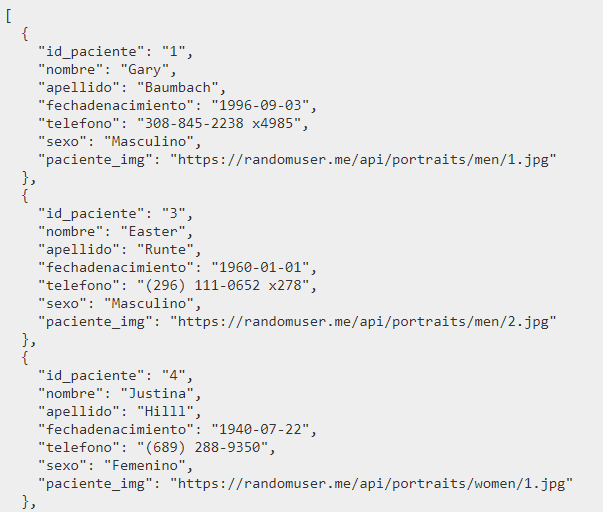 [
  {
    "id_paciente": "1",
    "nombre": "Gary",
    "apellido": "Baumbach",
    "fechadenacimiento": "1996-09-03",
    "telefono": "308-845-2238 x4985",
    "sexo": "Masculino",
    "paciente_img": "https://randomuser.me/api/portraits/men/1.jpg"
  },
  {
    "id_paciente": "3",
    "nombre": "Easter",
    "apellido": "Runte",
    "fechadenacimiento": "1960-01-01",
    "telefono": "(296) 111-0652 x278",
    "sexo": "Masculino",
    "paciente_img": "https://randomuser.me/api/portraits/men/2.jpg"
  },
  {
    "id_paciente": "4",
    "nombre": "Justina",
    "apellido": "Hilll",
    "fechadenacimiento": "1940-07-22",
    "telefono": "(689) 288-9350",
    "sexo": "Femenino",
    "paciente_img": "https://randomuser.me/api/portraits/women/1.jpg"
  },